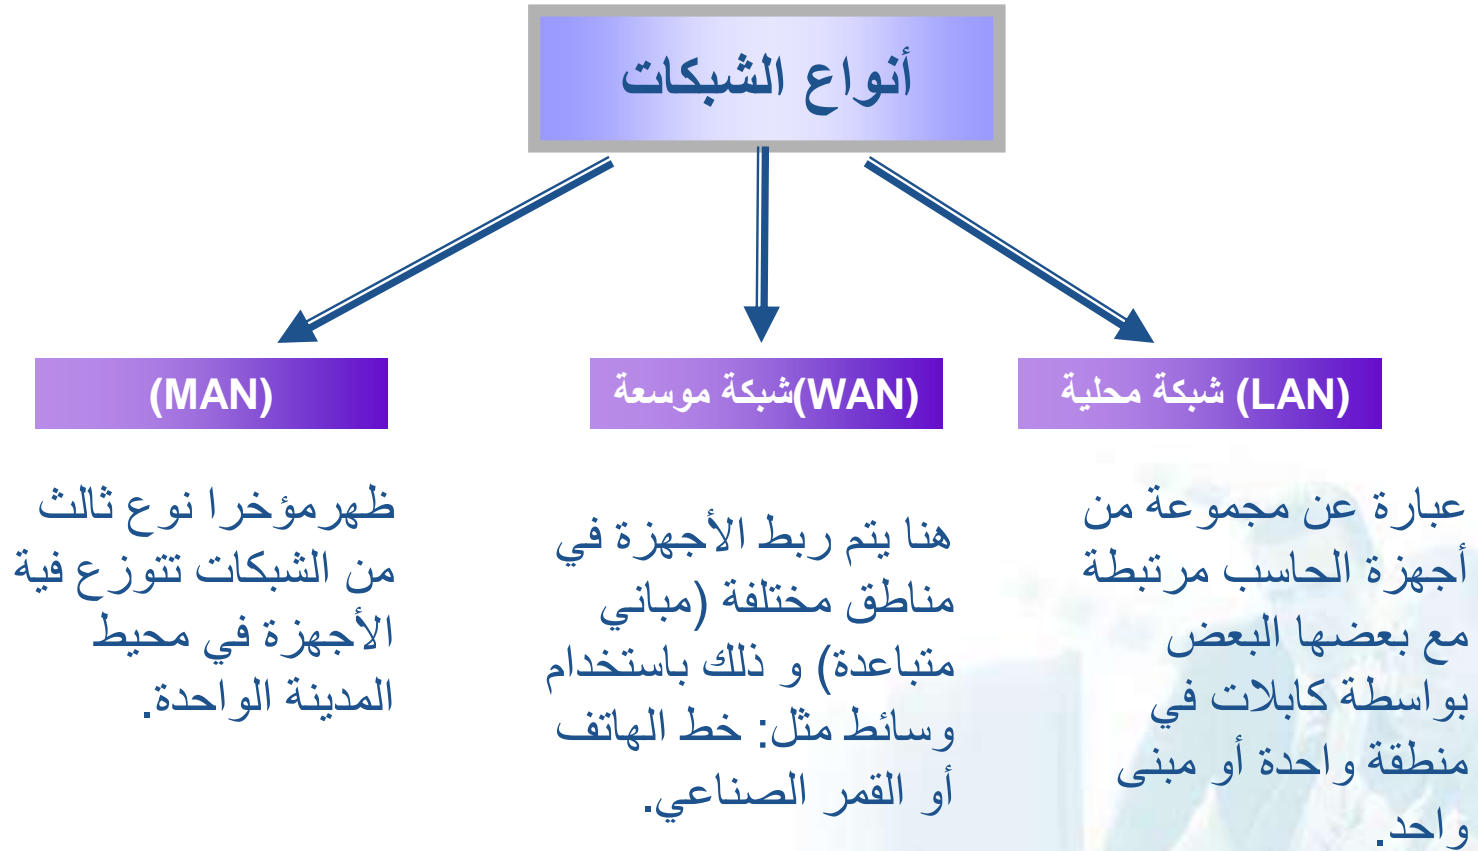 أنواع الشبكات
(LAN) شبكة محلية
عبارة عن مجموعة من
أجهزة الحاسب مرتبطة
مع بعضها البعض
بواسطة كابلات في
منطقة واحدة أو مبنى
واحد.
(WAN)شبكة موسعة
هنا يتم ربط الأجهزة في
مناطق مختلفة (مباني
متباعدة) و ذلك باستخدام
وسائط مثل: خط الهاتف
أو القمر الصناعي.
(MAN)
ظهرمؤخرا نوع ثالث
من الشبكات تتوزع فية
الأجهزة في محيط
المدينة الواحدة.